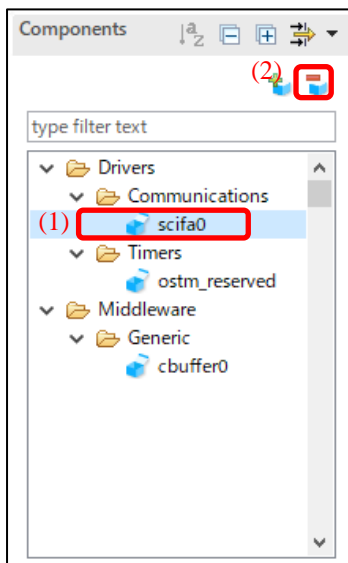 Components
(2)
type filter text
Drivers
Communications
(1) scifa0
Timers
ostm_reserved
Middleware
Generic
cbuffer0